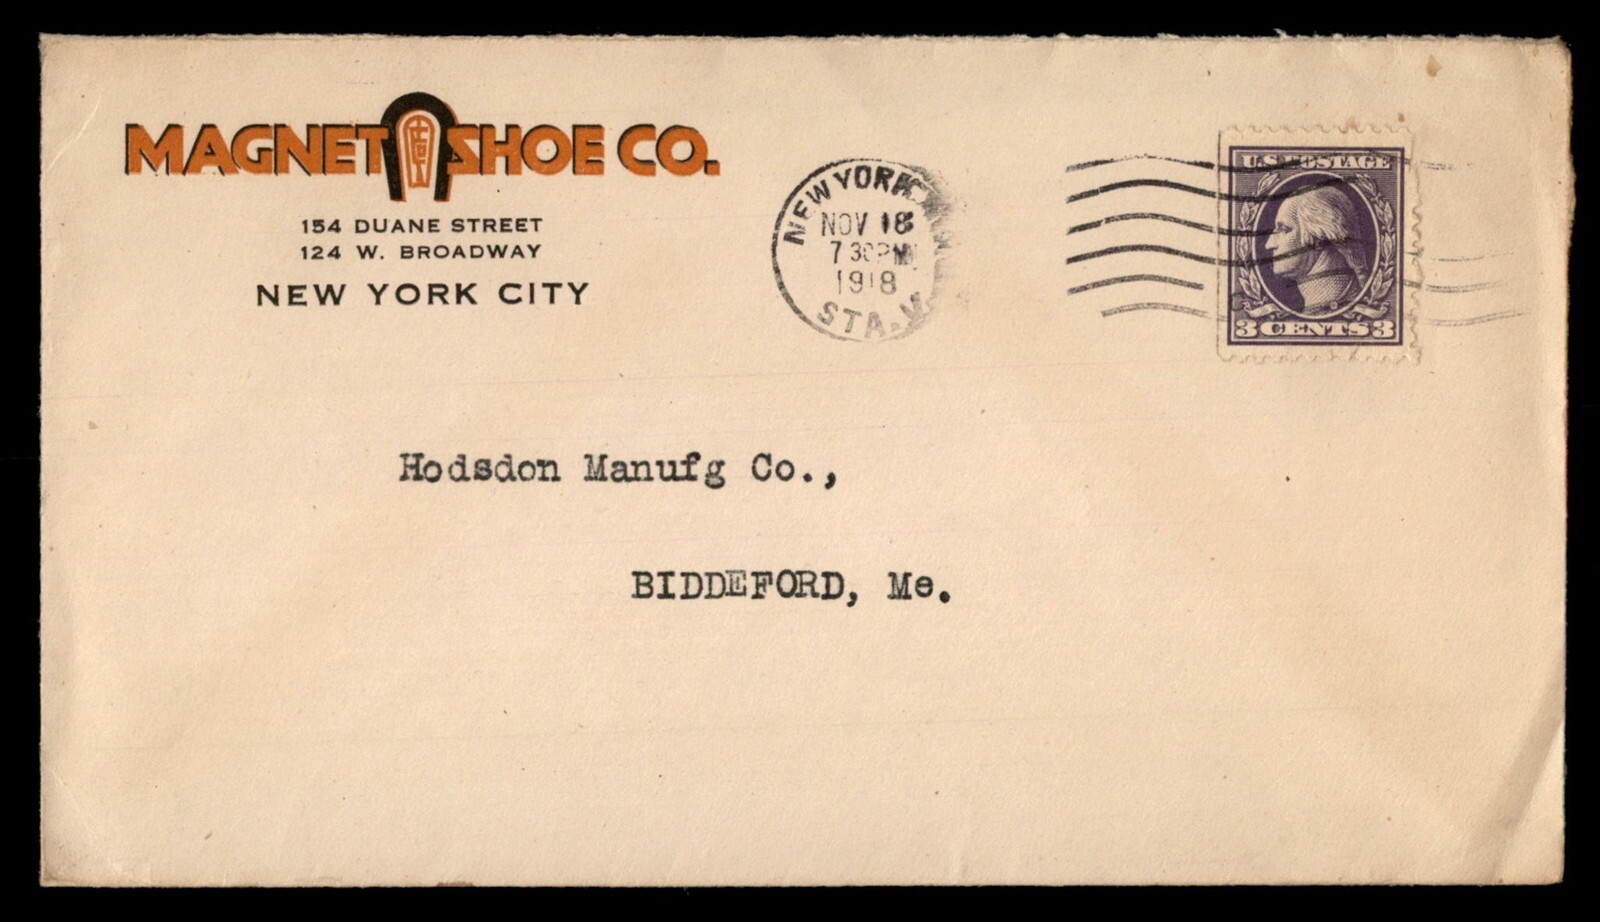 MAGNET SHOE CO.
154 DUANE STREET
124 W. BROADWAY
NEW YORK CITY
NEW YORK
NOV 18
7 30 PM
1918
STA.
U.S. POSTAGE
3 CENTS 3
Hodsdon Manufg Co.,
BIDDEFORD, Me.